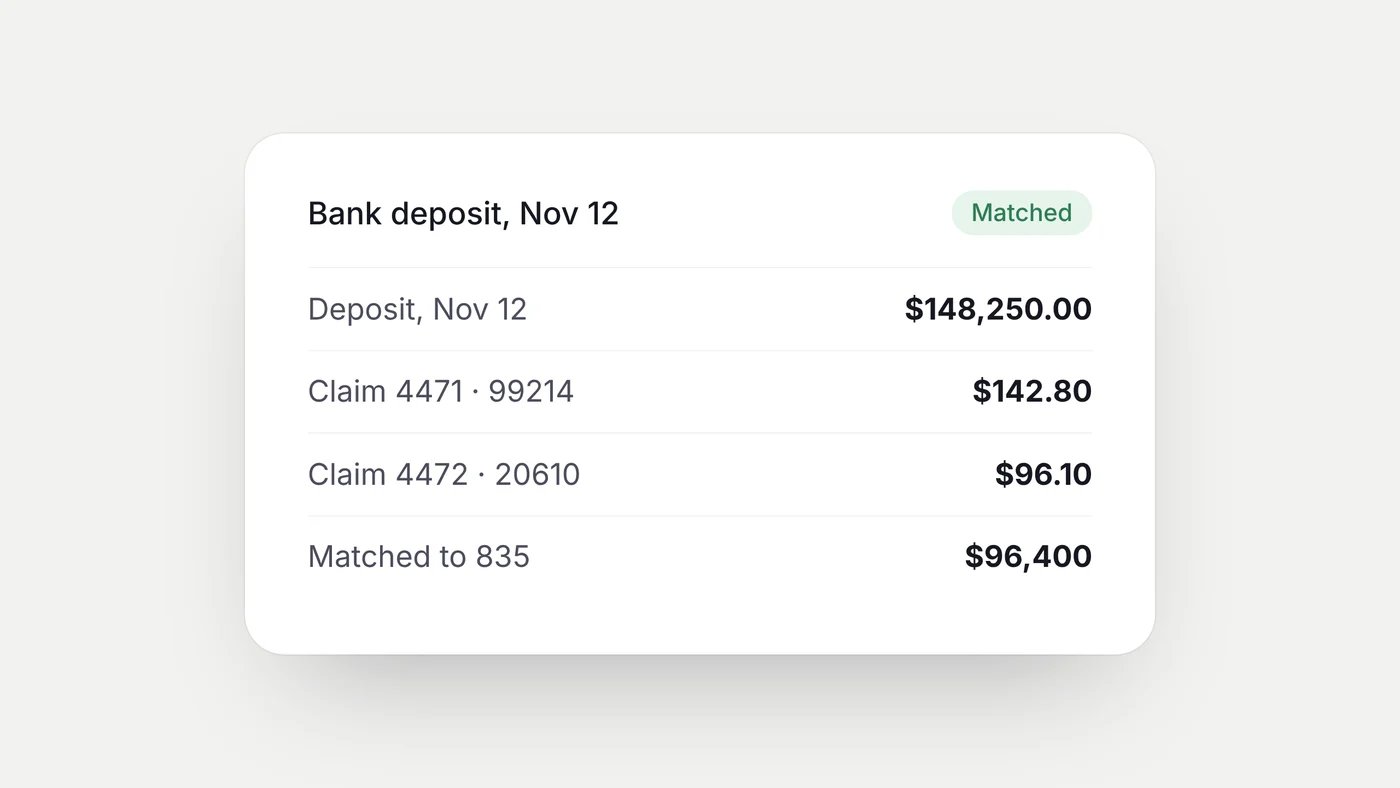 Bank deposit, Nov 12 Matched
Deposit, Nov 12 $148,250.00
Claim 4471 · 99214 $142.80
Claim 4472 · 20610 $96.10
Matched to 835 $96,400